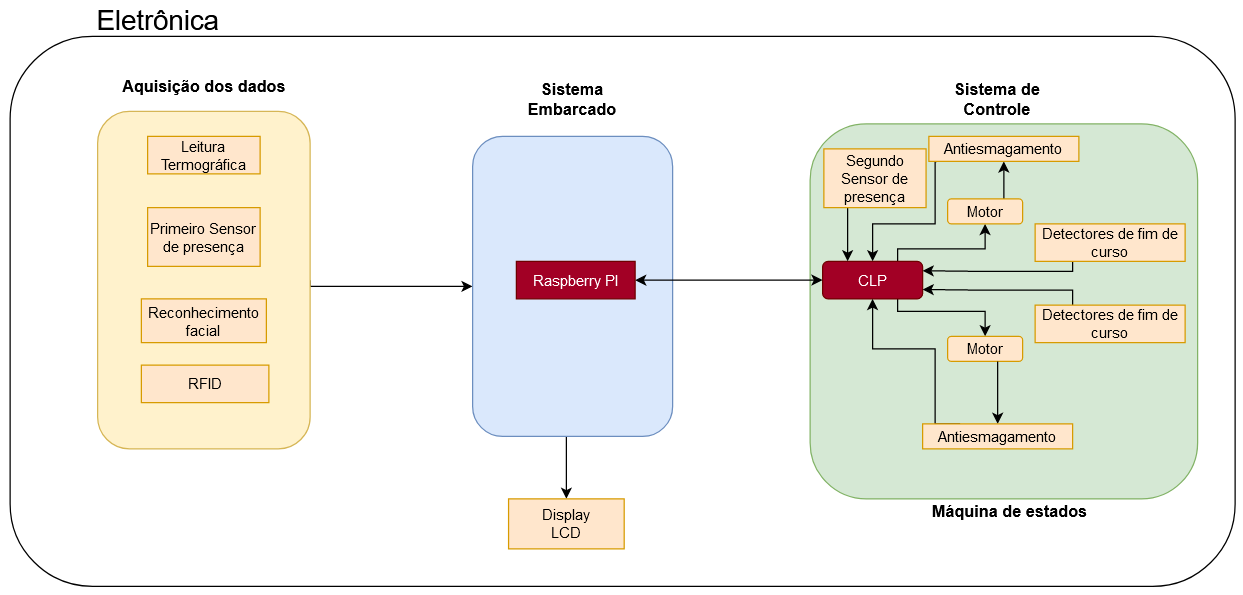 Eletrônica
Aquisição dos dados
Leitura
Termográfica
Primeiro Sensor
de presença
Reconhecimento
facial
RFID
Sistema
Embarcado
Raspberry PI
Display
LCD
Sistema de
Controle
Segundo
Sensor de
presença
Antiesmagamento
Motor
Detectores de fim de
curso
CLP
Detectores de fim de
curso
Motor
Antiesmagamento
Máquina de estados